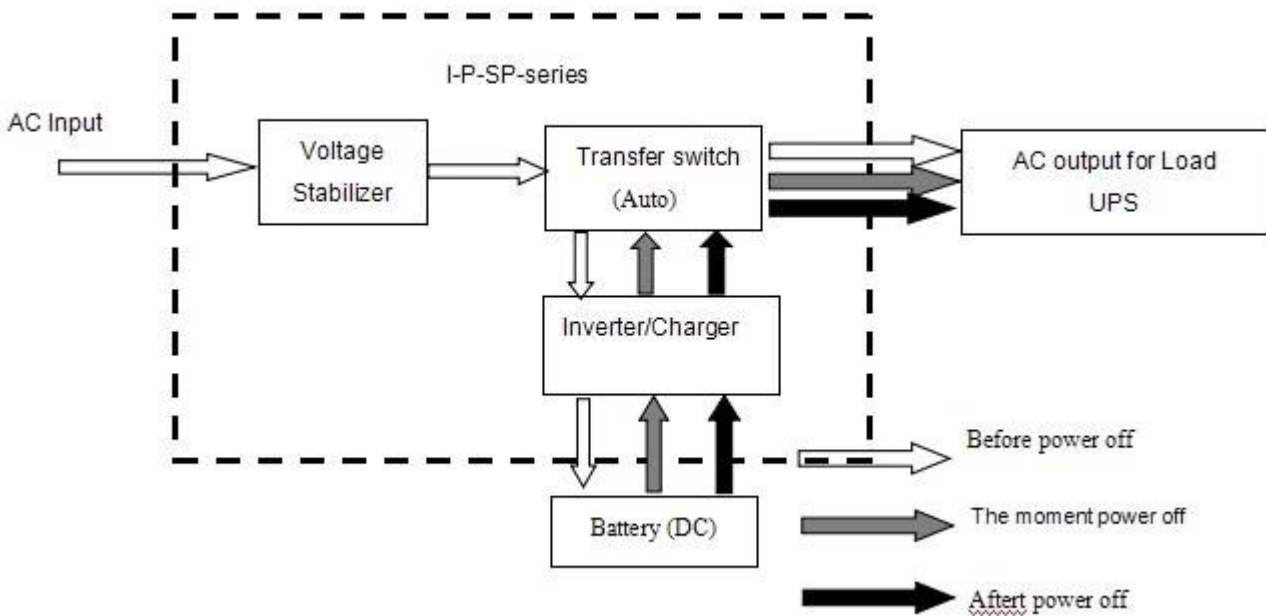 I-P-SP-series
AC Input
Voltage
Stabilizer
Transfer switch
(Auto)
AC output for Load
UPS
Inverter/Charger
Before power off
Battery (DC)
The moment power off
Aftert power off